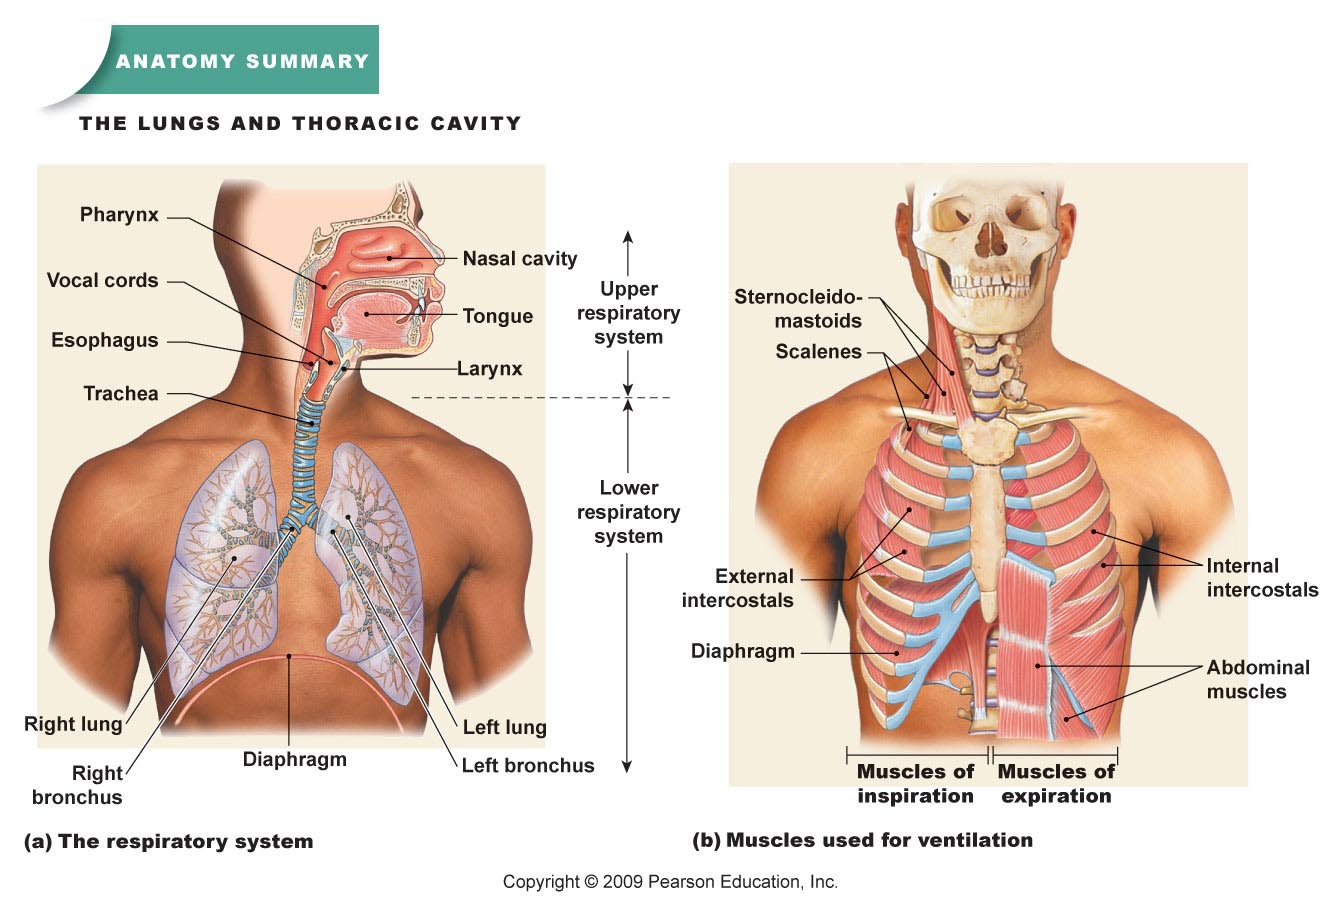 ANATOMY SUMMARY
THE LUNGS AND THORACIC CAVITY
Pharynx
Vocal cords
Esophagus
Trachea
Nasal cavity
Tongue
Larynx
Upper
respiratory
system
Lower
respiratory
system
Right lung
Right
bronchus
Diaphragm
Left lung
Left bronchus
(a) The respiratory system
Sternocleido-
mastoids
Scalenes
External
intercostals
Diaphragm
Internal
intercostals
Abdominal
muscles
Muscles of
inspiration
Muscles of
expiration
(b) Muscles used for ventilation
Copyright © 2009 Pearson Education, Inc.